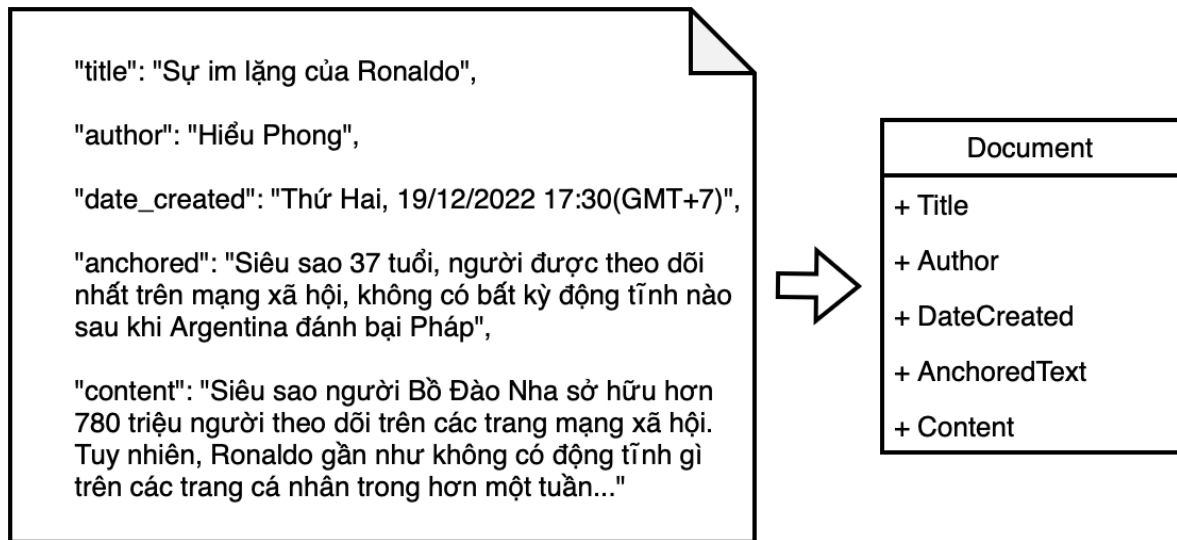 "title": "Sự im lặng của Ronaldo",
"author": "Hiểu Phong",
"date_created": "Thứ Hai, 19/12/2022 17:30(GMT+7)",
"anchored": "Siêu sao 37 tuổi, người được theo dõi
nhất trên mạng xã hội, không có bất kỳ động tĩnh nào
sau khi Argentina đánh bại Pháp",
"content": "Siêu sao người Bồ Đào Nha sở hữu hơn
780 triệu người theo dõi trên các trang mạng xã hội.
Tuy nhiên, Ronaldo gần như không có động tĩnh gì
trên các trang cá nhân trong hơn một tuần..."
Document
+ Title
+ Author
+ DateCreated
+ AnchoredText
+ Content